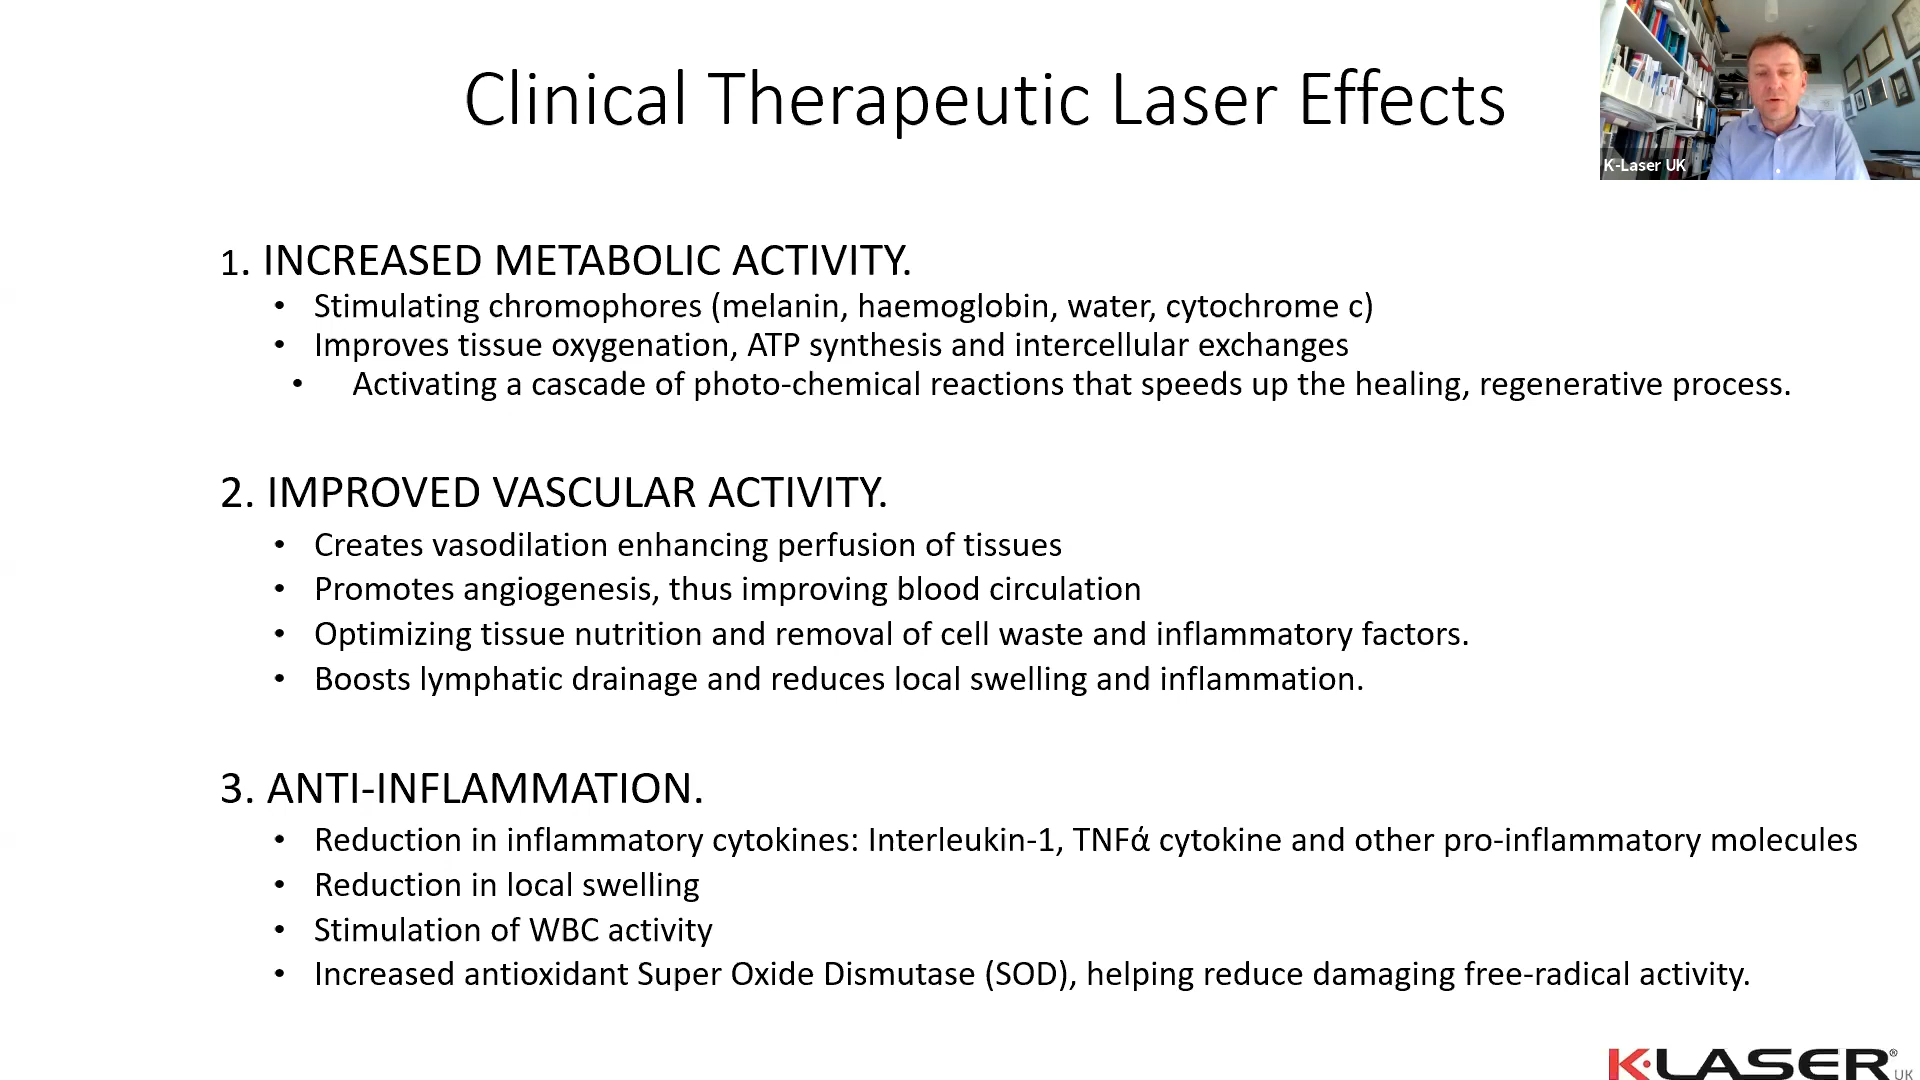 Clinical Therapeutic Laser Effects
K-Laser UK
1. INCREASED METABOLIC ACTIVITY.
• Stimulating chromophores (melanin, haemoglobin, water, cytochrome c)
• Improves tissue oxygenation, ATP synthesis and intercellular exchanges
• Activating a cascade of photo-chemical reactions that speeds up the healing, regenerative process.
2. IMPROVED VASCULAR ACTIVITY.
• Creates vasodilation enhancing perfusion of tissues
• Promotes angiogenesis, thus improving blood circulation
• Optimizing tissue nutrition and removal of cell waste and inflammatory factors.
• Boosts lymphatic drainage and reduces local swelling and inflammation.
3. ANTI-INFLAMMATION.
• Reduction in inflammatory cytokines: Interleukin-1, TNFά cytokine and other pro-inflammatory molecules
• Reduction in local swelling
• Stimulation of WBC activity
• Increased antioxidant Super Oxide Dismutase (SOD), helping reduce damaging free-radical activity.
K·LASER® UK